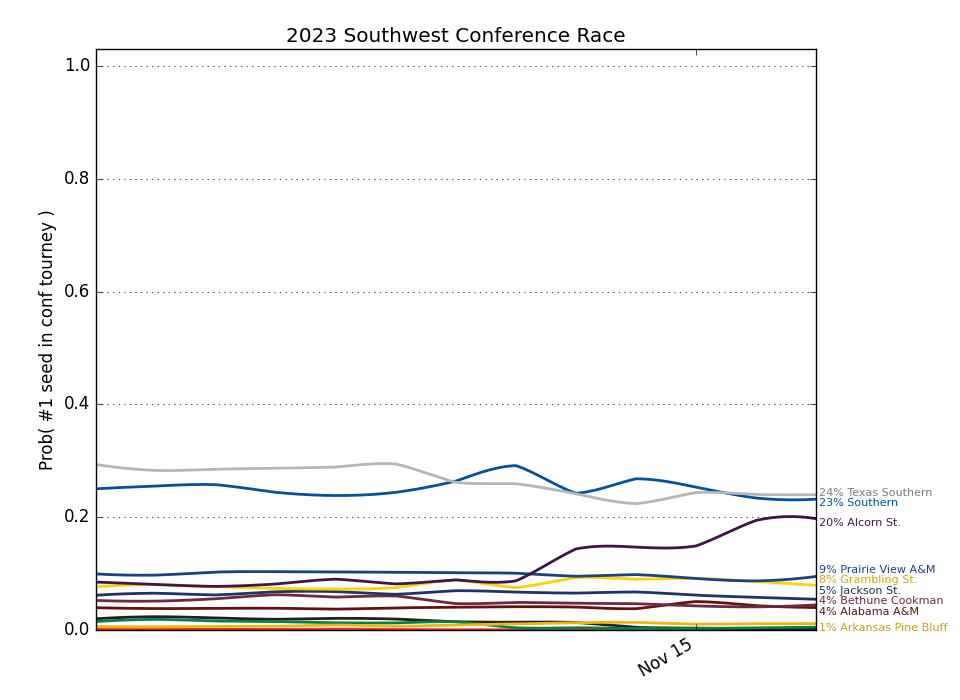 2023 Southwest Conference Race
1.0
0.8
0.6
0.4
0.2
0.0
Prob( #1 seed in conf tourney )
Nov 15
24% Texas Southern
23% Southern
20% Alcorn St.
9% Prairie View A&M
8% Grambling St.
5% Jackson St.
4% Bethune Cookman
4% Alabama A&M
1% Arkansas Pine Bluff